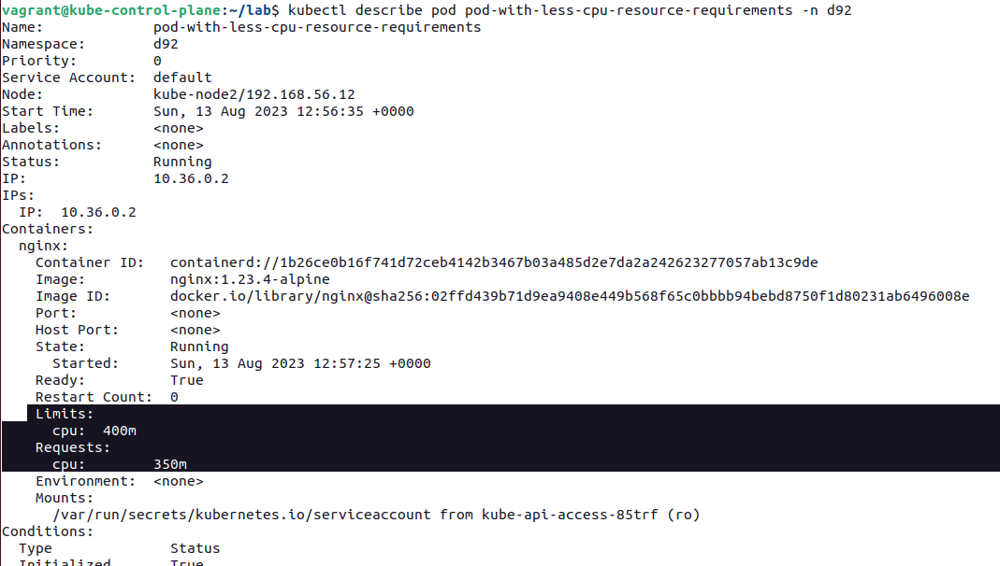 vagrant@kube-control-plane:~/lab$ kubectl describe pod pod-with-less-cpu-resource-requirements -n d92
Name:             pod-with-less-cpu-resource-requirements
Namespace:        d92
Priority:         0
Service Account:  default
Node:             kube-node2/192.168.56.12
Start Time:       Sun, 13 Aug 2023 12:56:35 +0000
Labels:           <none>
Annotations:      <none>
Status:           Running
IP:               10.36.0.2
IPs:
  IP:  10.36.0.2
Containers:
  nginx:
    Container ID:   containerd://1b26ce0b16f741d72ceb4142b3467b03a485d2e7da2a242623277057ab13c9de
    Image:          nginx:1.23.4-alpine
    Image ID:       docker.io/library/nginx@sha256:02ffd439b71d9ea9408e449b568f65c0bbbb94bebd8750f1d80231ab6496008e
    Port:           <none>
    Host Port:      <none>
    State:          Running
      Started:      Sun, 13 Aug 2023 12:57:25 +0000
    Ready:          True
    Restart Count:  0
    Limits:
      cpu:  400m
    Requests:
      cpu:        350m
    Environment:  <none>
    Mounts:
      /var/run/secrets/kubernetes.io/serviceaccount from kube-api-access-85trf (ro)
Conditions:
  Type              Status
  Initialized       True